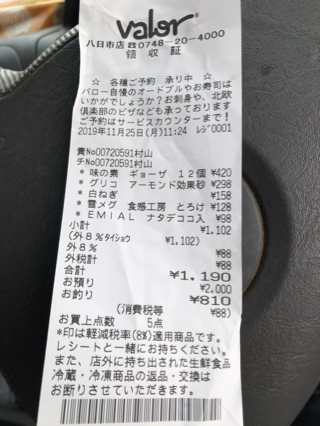 valor
八日市店 ☎0748-20-4000
領収証
☆ 各種ご予約 承り中 ☆
バロー自慢のオードブルやお寿司は
いかがでしょうか?お刺身や、北欧
倶楽部のピザなども承っております
ご予約はサービスカウンターまで!
2019年11月25日(月)11:24 レジ0001
責No00720591村山
チNo00720591村山
* 味の素 ギョーザ 12個 ¥420
* グリコ アーモンド効果砂 ¥298
* 白ねぎ ¥158
* 雪メグ 食感工房 とろけ ¥128
* EMIAL ナタデココ入 ¥98
小計 ¥1,102
(外8%タイショウ ¥1,102)
外8% ¥88
外税計 ¥88
合計 ¥1,190
お預り ¥2,000
お釣り ¥810
(消費税等 ¥88)
お買上点数 5点
*印は軽減税率(8%)適用商品です。
レシートと一緒にお持ちください。
また、店外に持ち出された生鮮食品
冷蔵・冷凍商品の返品・交換は
お断りさせていただきます。